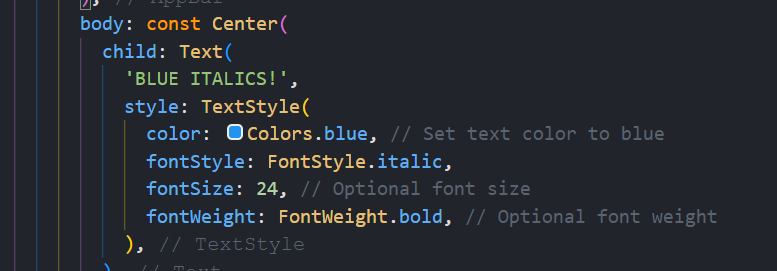 ), // AppBar
body: const Center(
child: Text(
'BLUE ITALICS!',
style: TextStyle(
color: Colors.blue, // Set text color to blue
fontStyle: FontStyle.italic,
fontSize: 24, // Optional font size
fontWeight: FontWeight.bold, // Optional font weight
), // TextStyle
), // Text